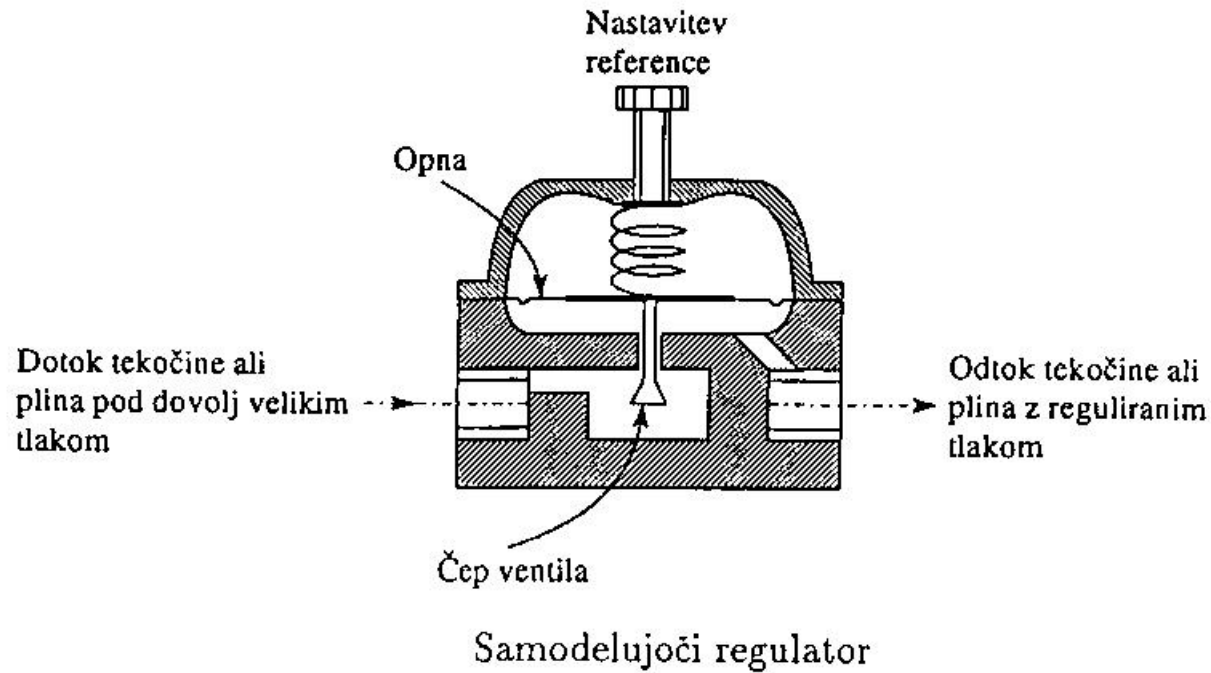 Nastavitev
reference
Opna
Dotok tekočine ali
plina pod dovolj velikim
tlakom
Odtok tekočine ali
plina z reguliranim
tlakom
Čep ventila
Samodelujoči regulator